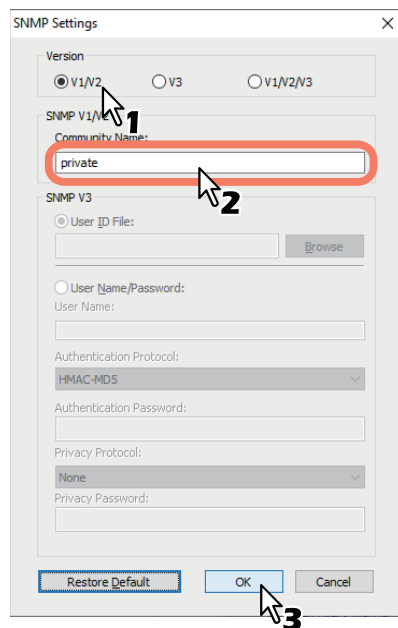 SNMP Settings
Version
V1/V2 V3 V1/V2/V3
1
SNMP V1/V2
Community Name:
private
2
SNMP V3
User ID File:
Browse
User Name/Password:
User Name:
Authentication Protocol:
HMAC-MD5
Authentication Password:
Privacy Protocol:
None
Privacy Password:
Restore Default OK Cancel
3